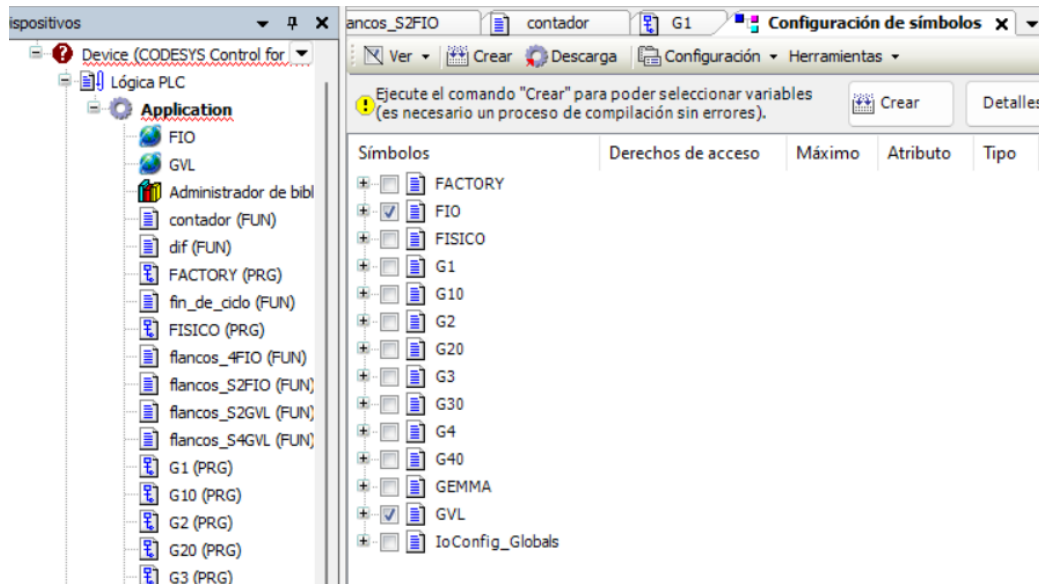 ispositivos
Device (CODESYS Control for
Lógica PLC
Application
FIO
GVL
Administrador de bibl
contador (FUN)
dif (FUN)
FACTORY (PRG)
fin_de_ciclo (FUN)
FISICO (PRG)
flancos_4FIO (FUN)
flancos_S2FIO (FUN)
flancos_S2GVL (FUN)
flancos_S4GVL (FUN)
G1 (PRG)
G10 (PRG)
G2 (PRG)
G20 (PRG)
G3 (PRG)
ancos_S2FIO contador G1 Configuración de símbolos
Ver Crear Descarga Configuración Herramientas
Ejecute el comando "Crear" para poder seleccionar variables
(es necesario un proceso de compilación sin errores).
Crear Detalles
Símbolos Derechos de acceso Máximo Atributo Tipo
FACTORY
FIO
FISICO
G1
G10
G2
G20
G3
G30
G4
G40
GEMMA
GVL
IoConfig_Globals